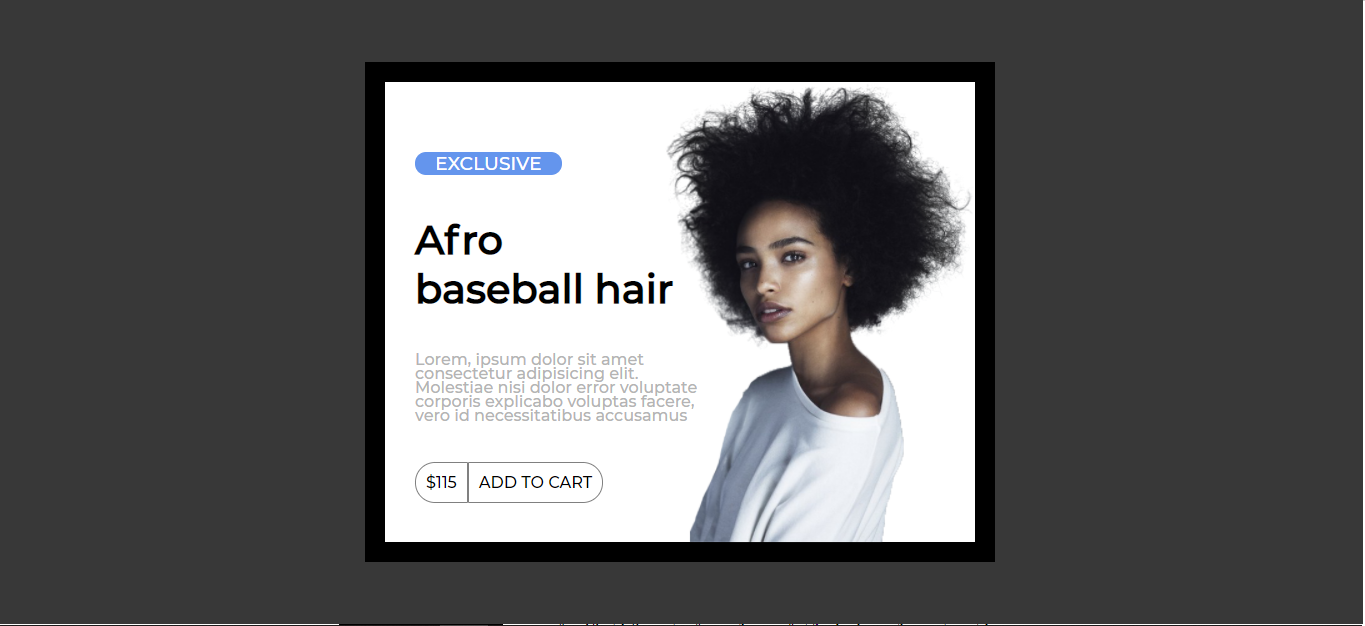 EXCLUSIVE
Afro
baseball hair
Lorem, ipsum dolor sit amet
consectetur adipisicing elit.
Molestiae nisi dolor error voluptate
corporis explicabo voluptas facere,
vero id necessitatibus accusamus
$115 ADD TO CART